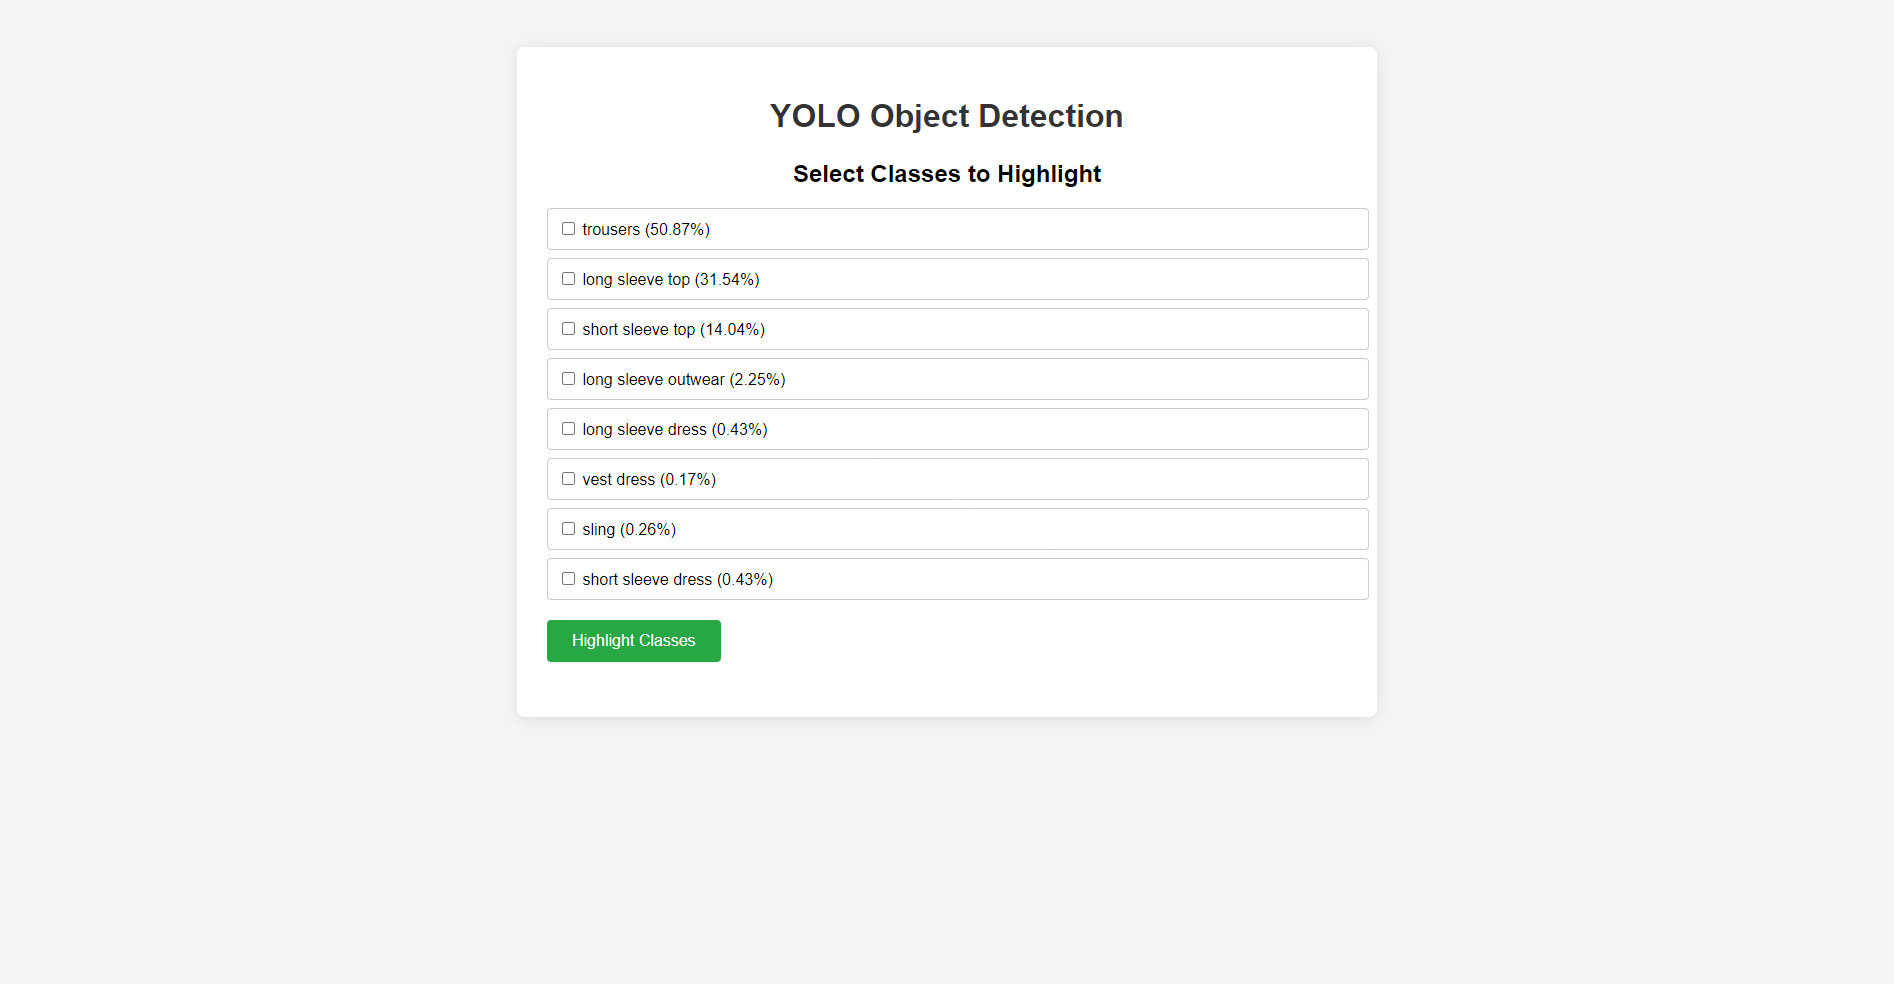 YOLO Object Detection
Select Classes to Highlight
trousers (50.87%)
long sleeve top (31.54%)
short sleeve top (14.04%)
long sleeve outwear (2.25%)
long sleeve dress (0.43%)
vest dress (0.17%)
sling (0.26%)
short sleeve dress (0.43%)
Highlight Classes